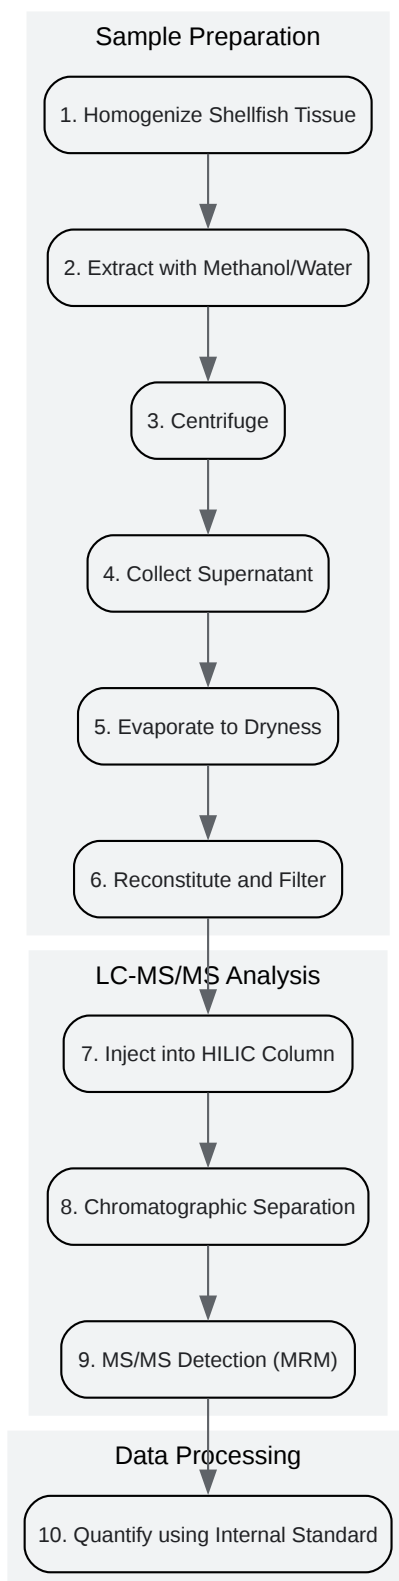 Sample Preparation
1. Homogenize Shellfish Tissue
2. Extract with Methanol/Water
3. Centrifuge
4. Collect Supernatant
5. Evaporate to Dryness
6. Reconstitute and Filter
LC-MS/MS Analysis
7. Inject into HILIC Column
8. Chromatographic Separation
9. MS/MS Detection (MRM)
Data Processing
10. Quantify using Internal Standard